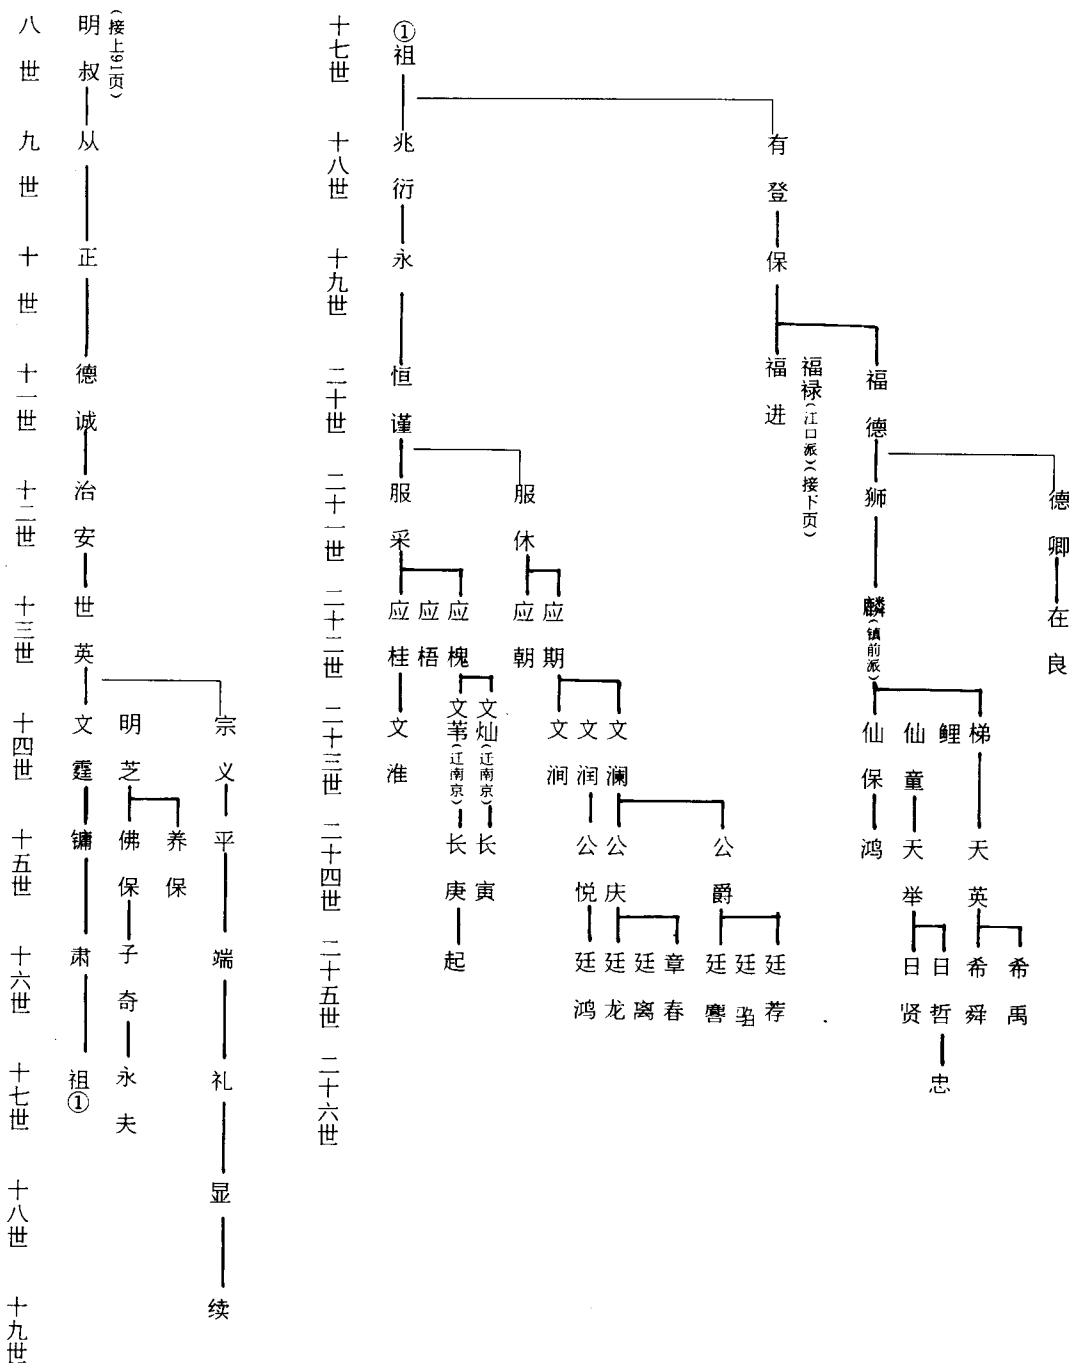 八世
九世
十世
十一世
十二世
十三世
十四世
十五世
十六世
十七世
十八世
十九世
明叔
(接上91页)
从
正
德诚
治安
世英
文霆
明芝
宗义
镛
佛保
养保
平
肃
子奇
端
祖①
永夫
礼
显
续
十七世
十八世
十九世
二十世
二十一世
二十二世
二十三世
二十四世
二十五世
二十六世
①祖
兆衍
有登
永
保
恒谨
福进
福禄(江口派)(接下页)
福德
服采
服休
狮
德卿
应桂
应梧
应槐
应朝
应期
麟(镇前派)
在良
文淮
文苇(迁南京)
文灿(迁南京)
文涧
文润
文澜
仙保
仙童
鲤
梯
长庚
长寅
公悦
公庆
公爵
鸿
天举
天英
起
廷鸿
廷龙
廷离
章春
廷麐
廷
廷荐
日贤
日哲
希舜
希禹
忠